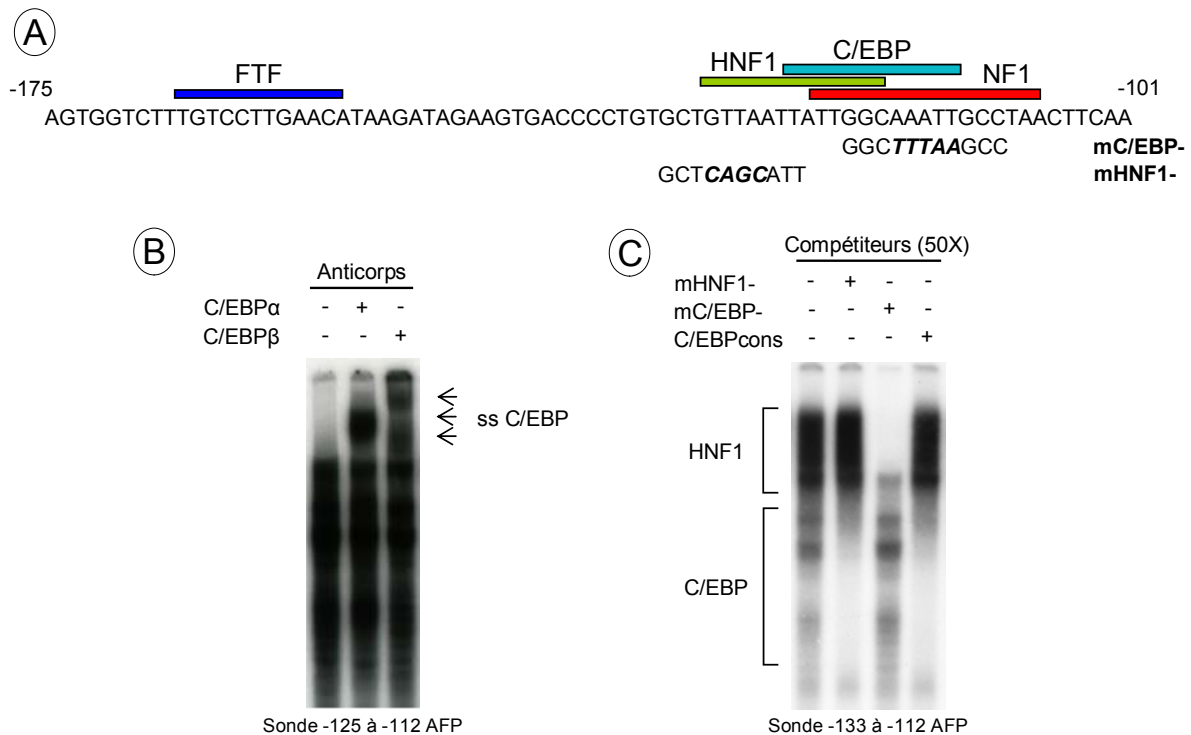 A
C/EBP
HNF1
FTF
NF1
-175
-101
AGTGGTCTTTGTCCTTGAACATAAGATAGAAGTGACCCCTGTGCTGTTAATTATTGGCAAATTGCCTAACTTCAA
GGCTTTAAGCC mC/EBP-
GCTCAGCATT mHNF1-
B
Anticorps
C/EBPα - + -
C/EBPβ - - +
ss C/EBP
Sonde -125 à -112 AFP
C
Compétiteurs (50X)
mHNF1- - + - -
mC/EBP- - - + -
C/EBPcons - - - +
HNF1
C/EBP
Sonde -133 à -112 AFP